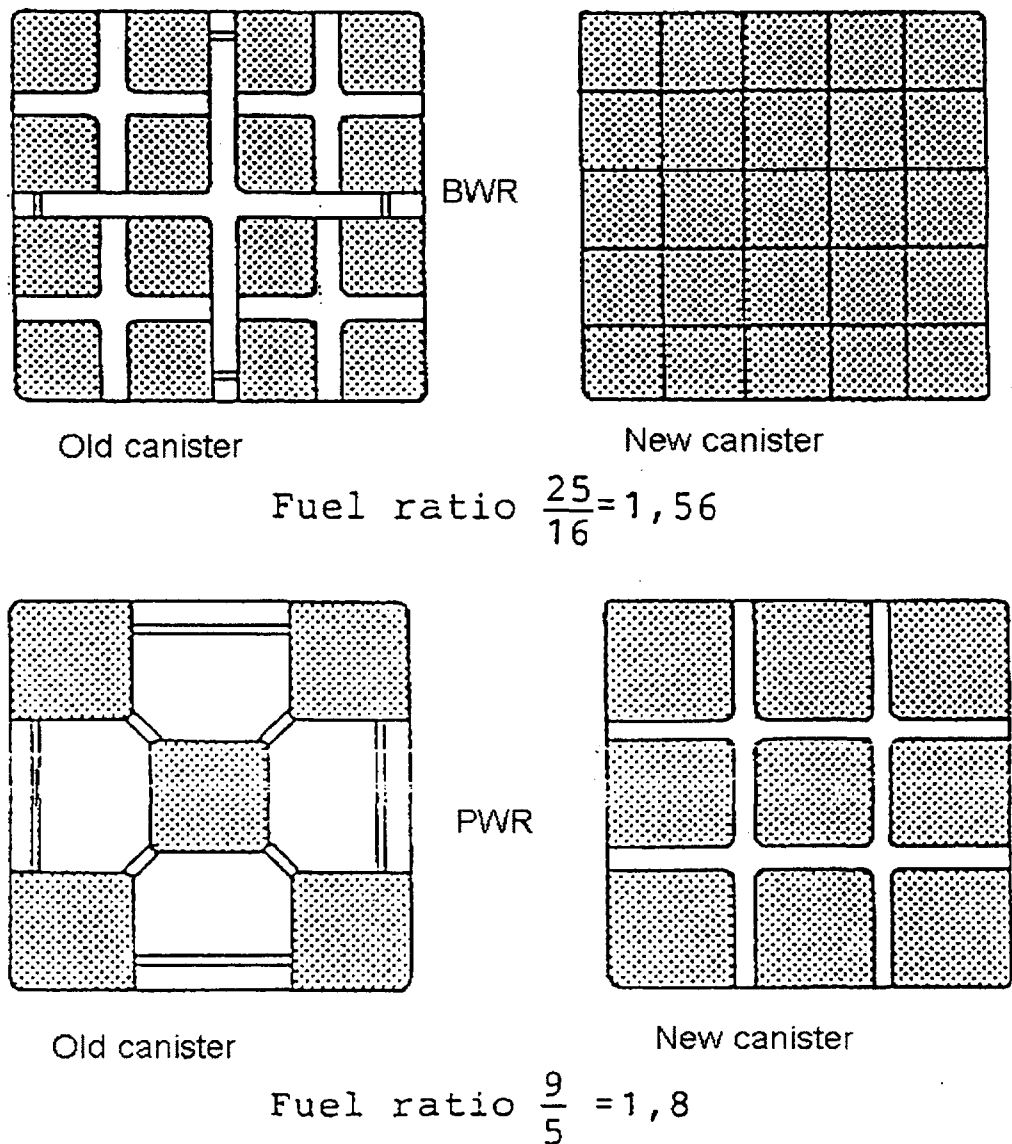 BWR
Old canister
New canister
Fuel ratio 25/16=1,56
PWR
Old canister
New canister
Fuel ratio 9/5 =1,8